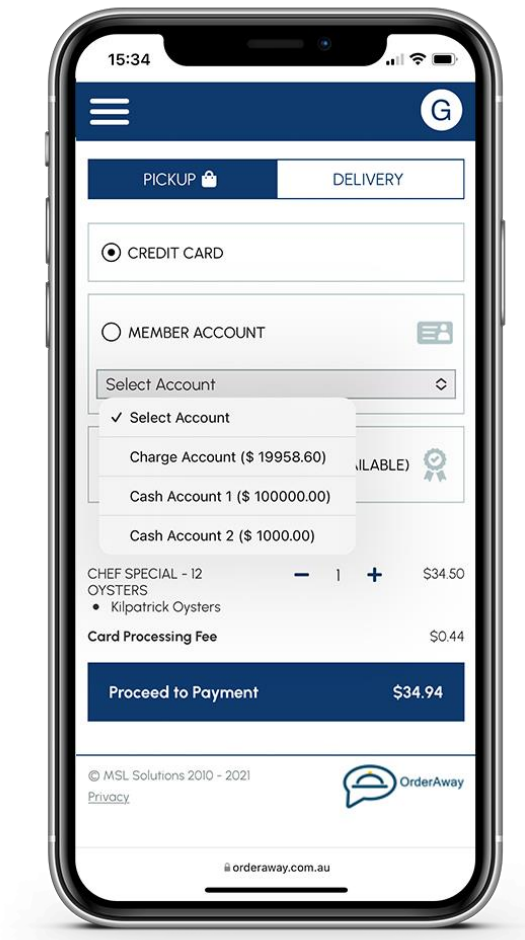 15:34
G
PICKUP
DELIVERY
CREDIT CARD
MEMBER ACCOUNT
Select Account
✓ Select Account
Charge Account ($ 19958.60)
Cash Account 1 ($ 100000.00)
Cash Account 2 ($ 1000.00)
CHEF SPECIAL - 12 − 1 + $34.50
OYSTERS
• Kilpatrick Oysters
Card Processing Fee $0.44
Proceed to Payment $34.94
© MSL Solutions 2010 - 2021
Privacy
OrderAway
orderaway.com.au